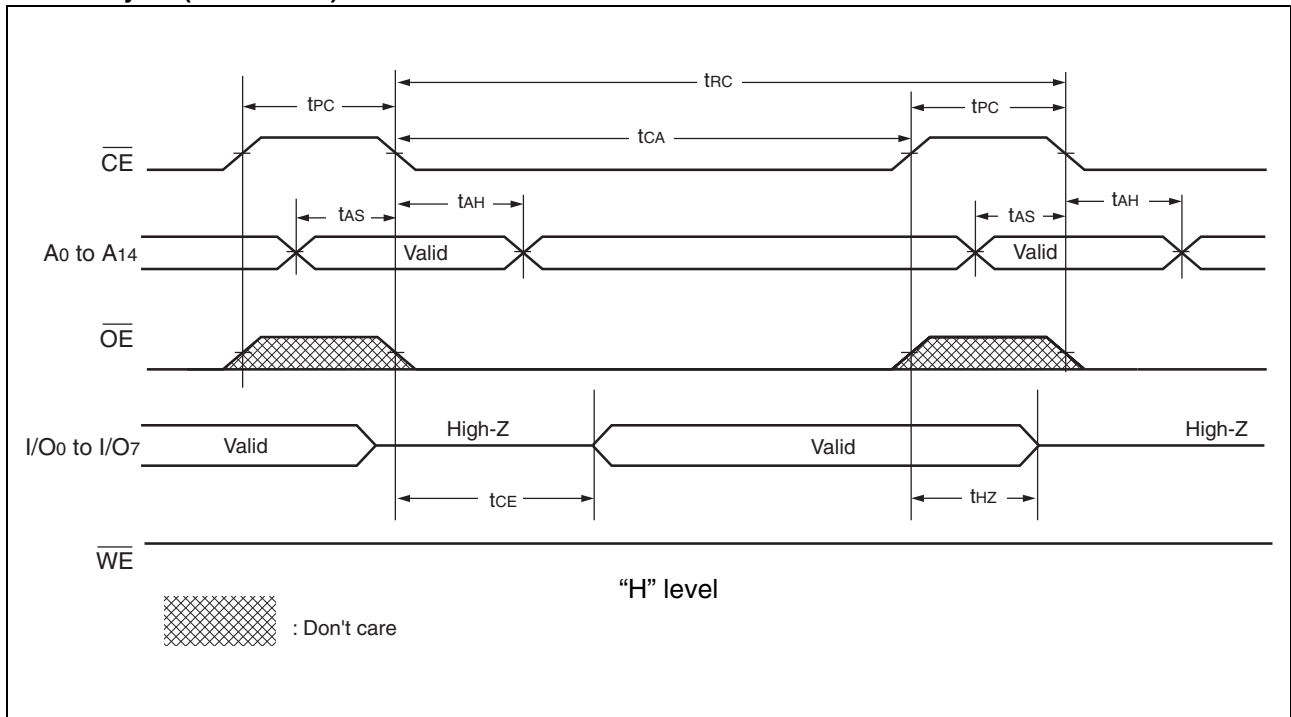 tRC
tPC
tPC
tCA
CE
tAS
tAH
tAS
tAH
A0 to A14
Valid
Valid
OE
I/O0 to I/O7
Valid
High-Z
Valid
High-Z
tCE
tHZ
WE
“H” level
: Don't care